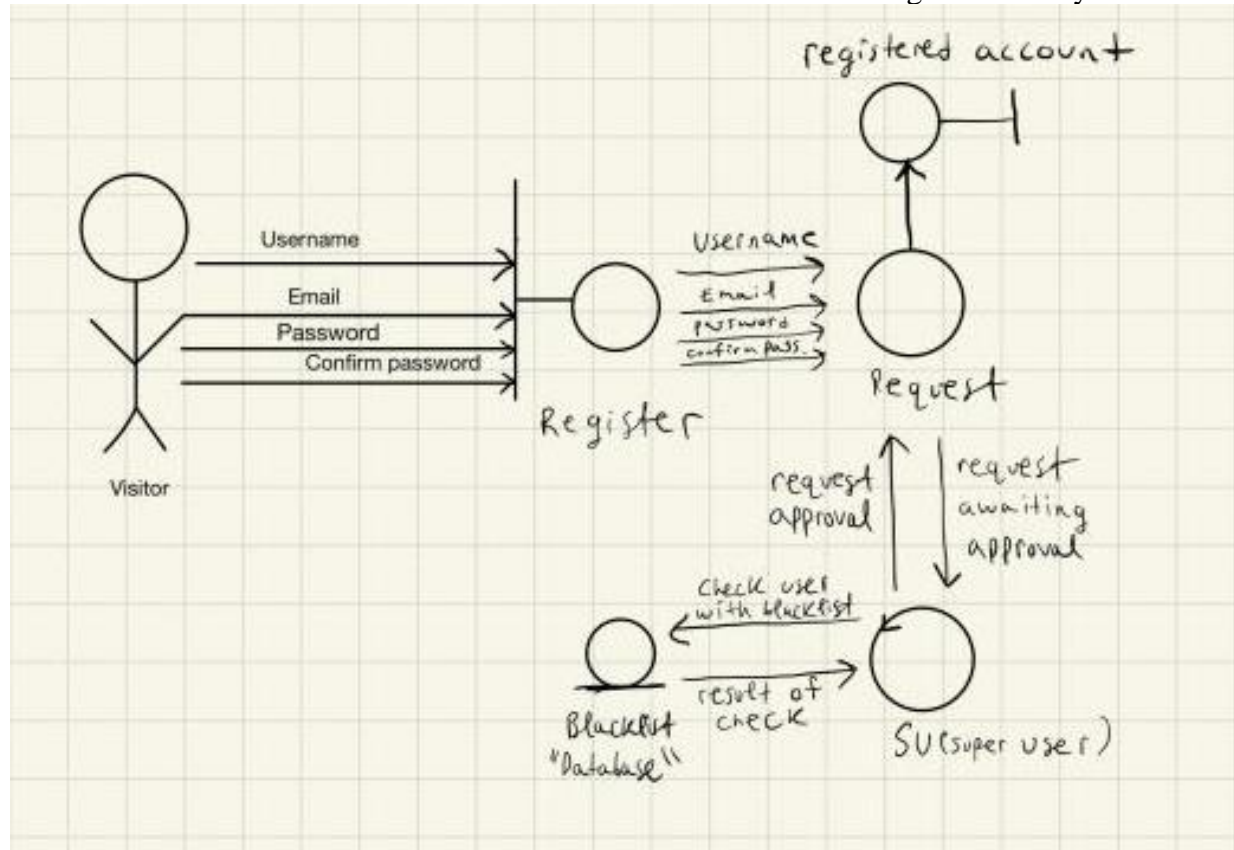 registered account
Username
Email
Password
Confirm password
Visitor
Username
Email
password
confirm pass.
Register
Request
request
approval
request
awaiting
approval
Check user
with blacklist
result of
check
Blacklist
"Database"
SU(super user)